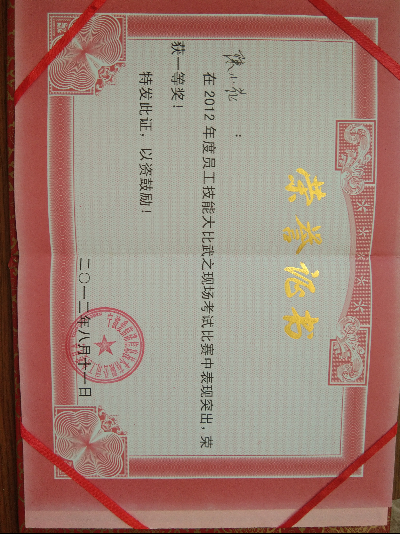 荣誉证书
陈小花：
在2012年度员工技能大比武之现场考试比赛中表现突出，荣
获一等奖！
特发此证，以资鼓励！
二〇一二年八月十一日